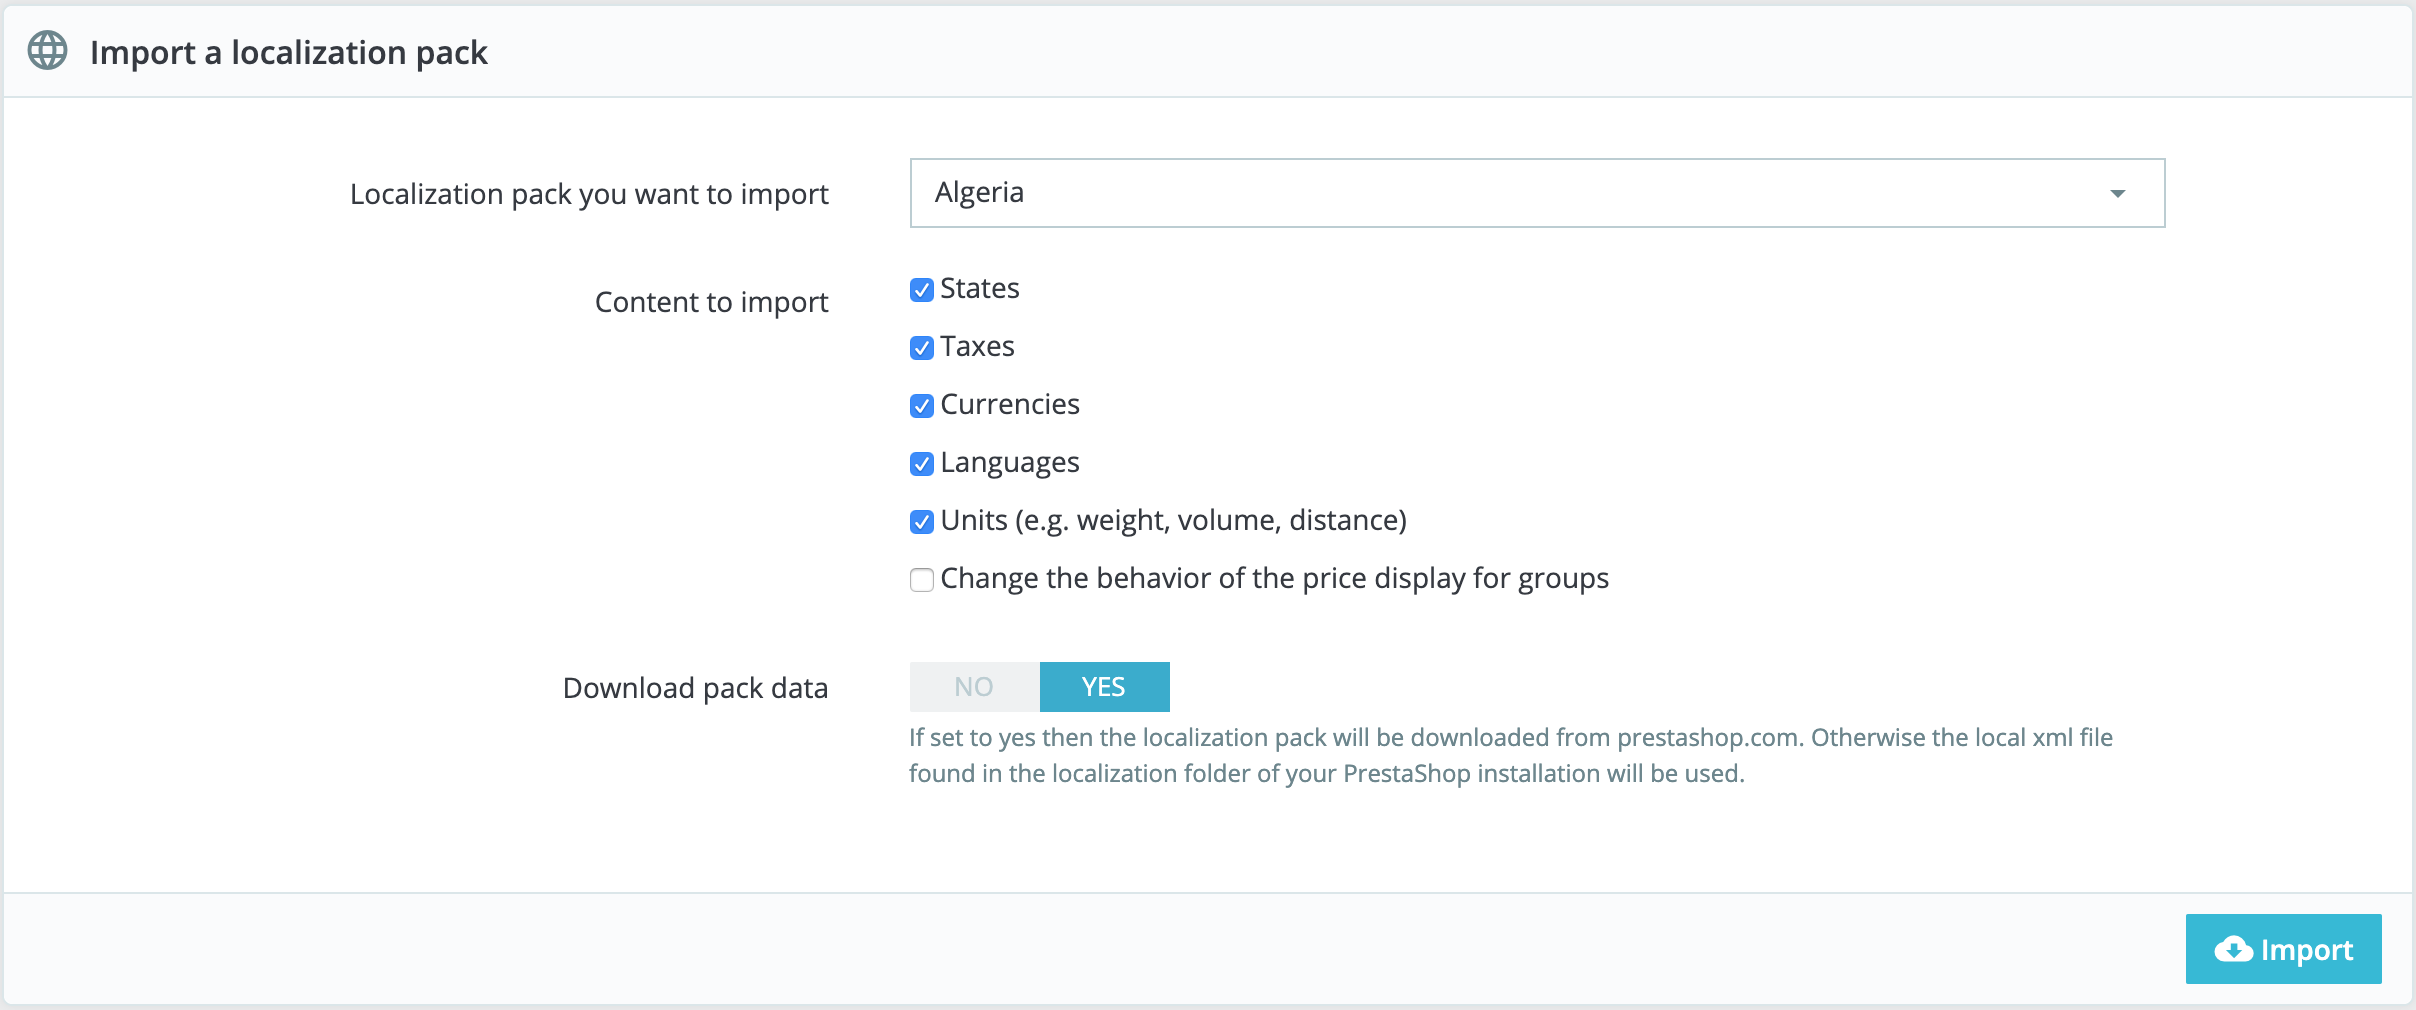 Import a localization pack
Localization pack you want to import
Algeria
Content to import
States
Taxes
Currencies
Languages
Units (e.g. weight, volume, distance)
Change the behavior of the price display for groups
Download pack data
NO
YES
If set to yes then the localization pack will be downloaded from prestashop.com. Otherwise the local xml file
found in the localization folder of your PrestaShop installation will be used.
Import